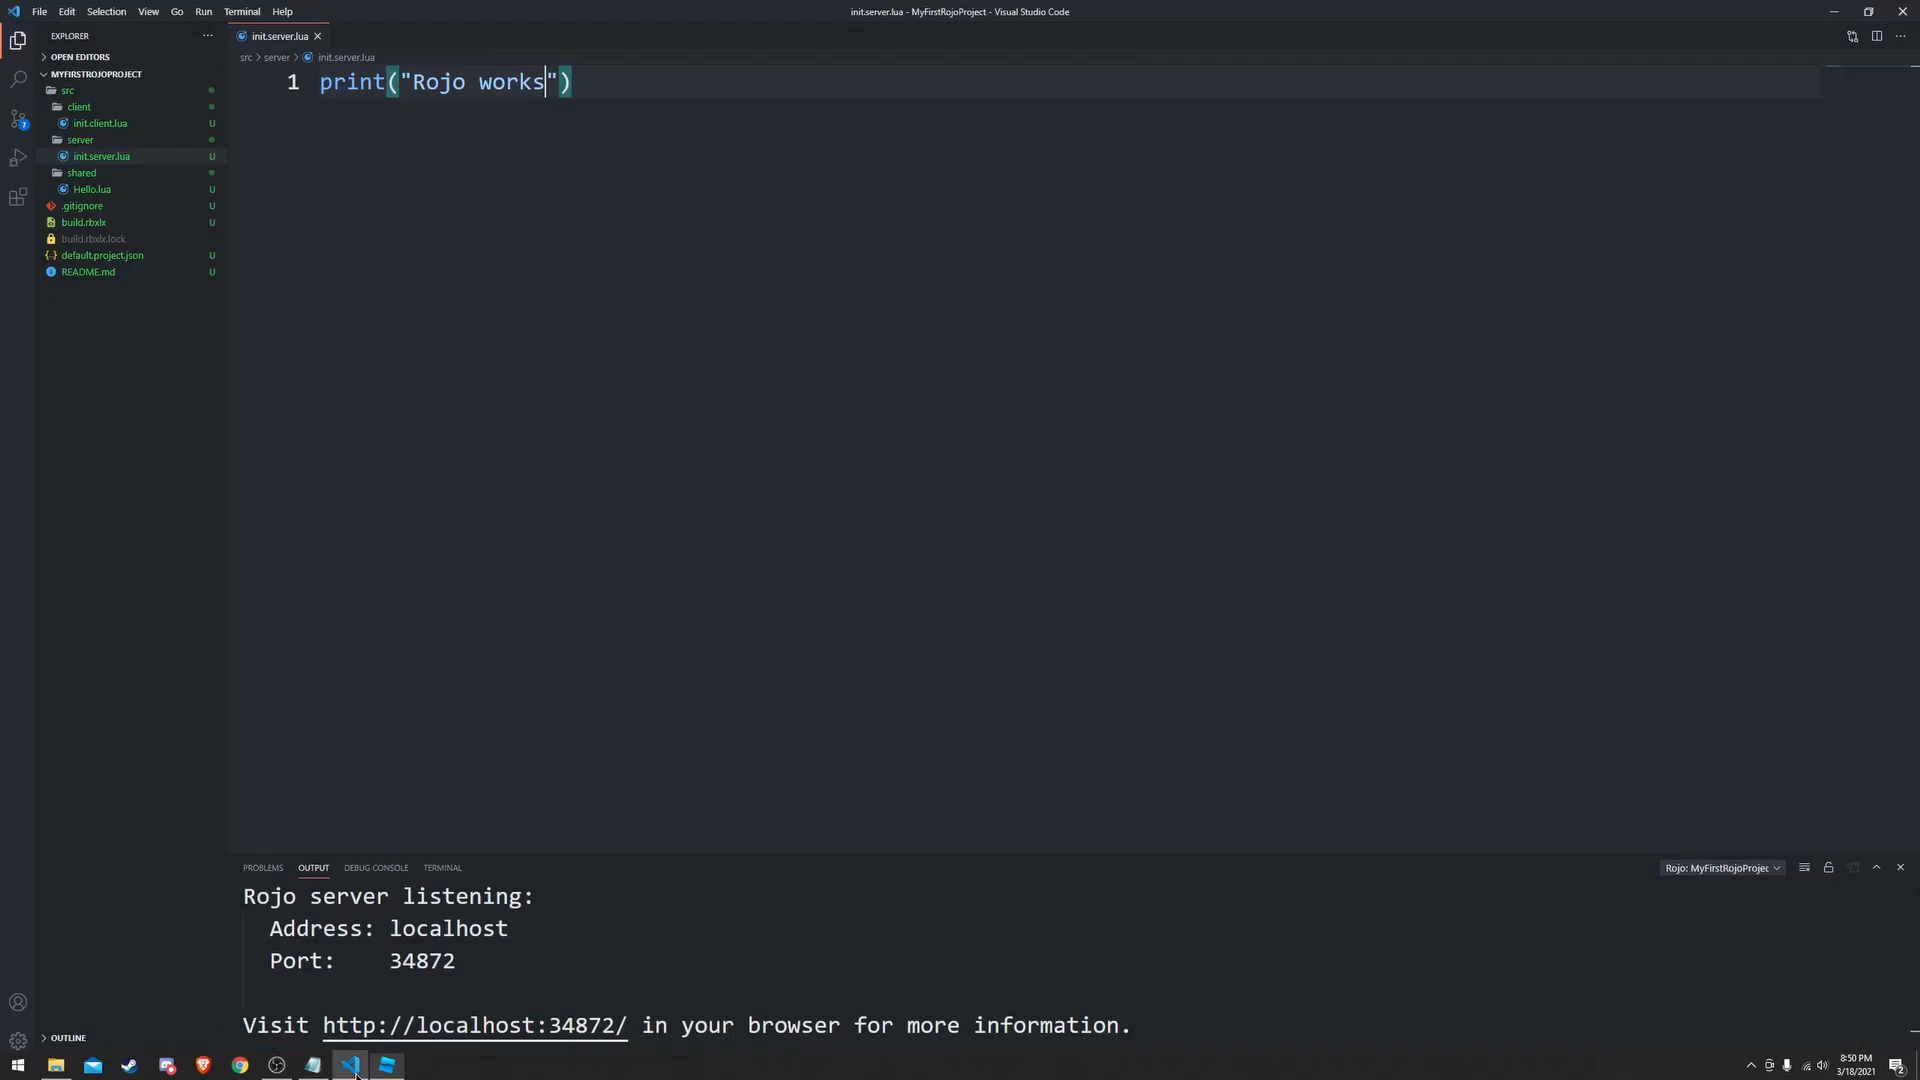 File Edit Selection View Go Run Terminal Help
init.server.lua - MyFirstRojoProject - Visual Studio Code
EXPLORER
OPEN EDITORS
MYFIRSTROJOPROJECT
src
client
init.client.lua U
server
init.server.lua U
shared
Hello.lua U
.gitignore U
build.rbxlx U
build.rbxlx.lock
default.project.json U
README.md U
OUTLINE
7
init.server.lua
src > server > init.server.lua
1 print("Rojo works")
PROBLEMS OUTPUT DEBUG CONSOLE TERMINAL
Rojo: MyFirstRojoProjec
Rojo server listening:
Address: localhost
Port: 34872
Visit http://localhost:34872/ in your browser for more information.
8:50 PM
3/18/2021
2